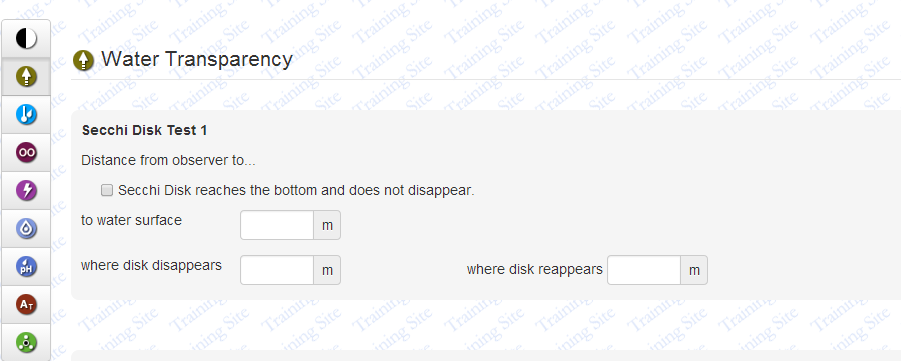 Water Transparency
Secchi Disk Test 1
Distance from observer to...
Secchi Disk reaches the bottom and does not disappear.
to water surface m
where disk disappears m where disk reappears m
OO
pH
AT
Training Site